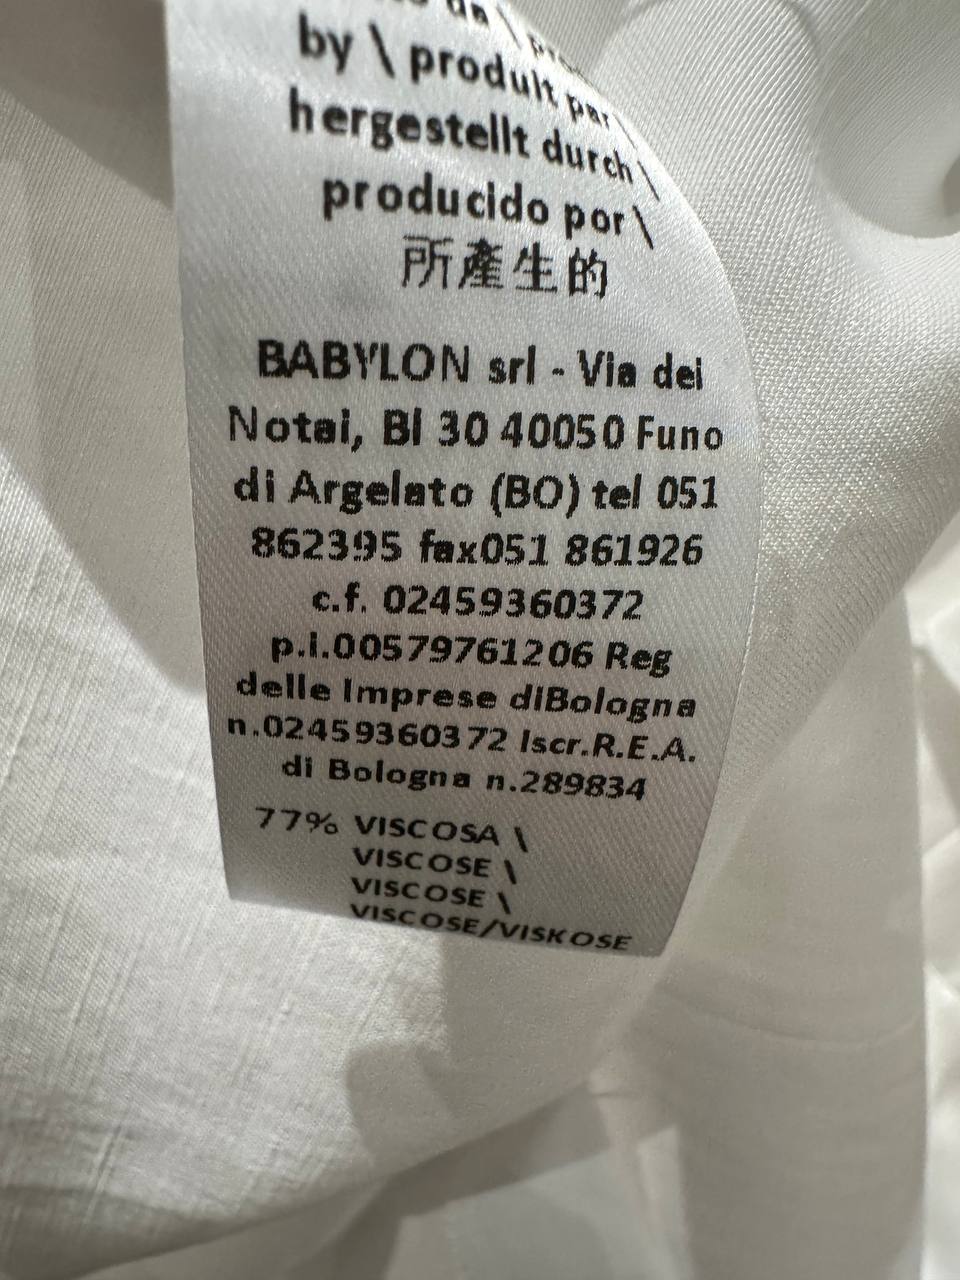 da \
by \ produit par \
hergestellt durch \
producido por \
所產生的
BABYLON srl - Via dei
Notai, Bl 30 40050 Funo
di Argelato (BO) tel 051
862395 fax051 861926
c.f. 02459360372
p.i.00579761206 Reg
delle Imprese diBologna
n.02459360372 Iscr.R.E.A.
di Bologna n.289834
77% VISCOSA \
VISCOSE \
VISCOSE \
VISCOSE/VISKOSE